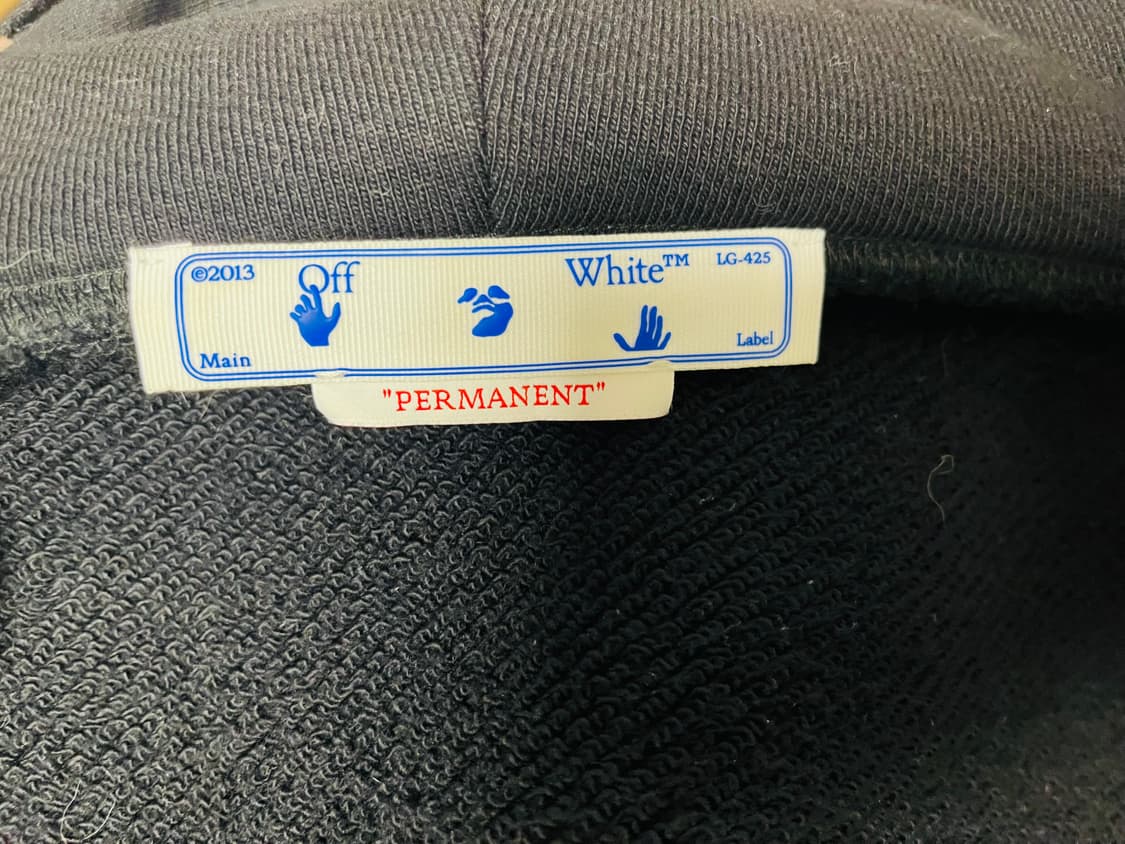 ©2013 Off White™ LG-425
Main Label
"PERMANENT"